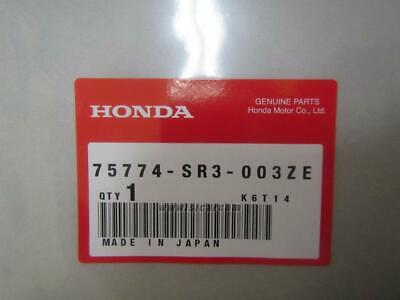 HONDA
GENUINE PARTS
Honda Motor Co., Ltd.
75774-SR3-003ZE
QTY 1 K6T14
MADE IN JAPAN